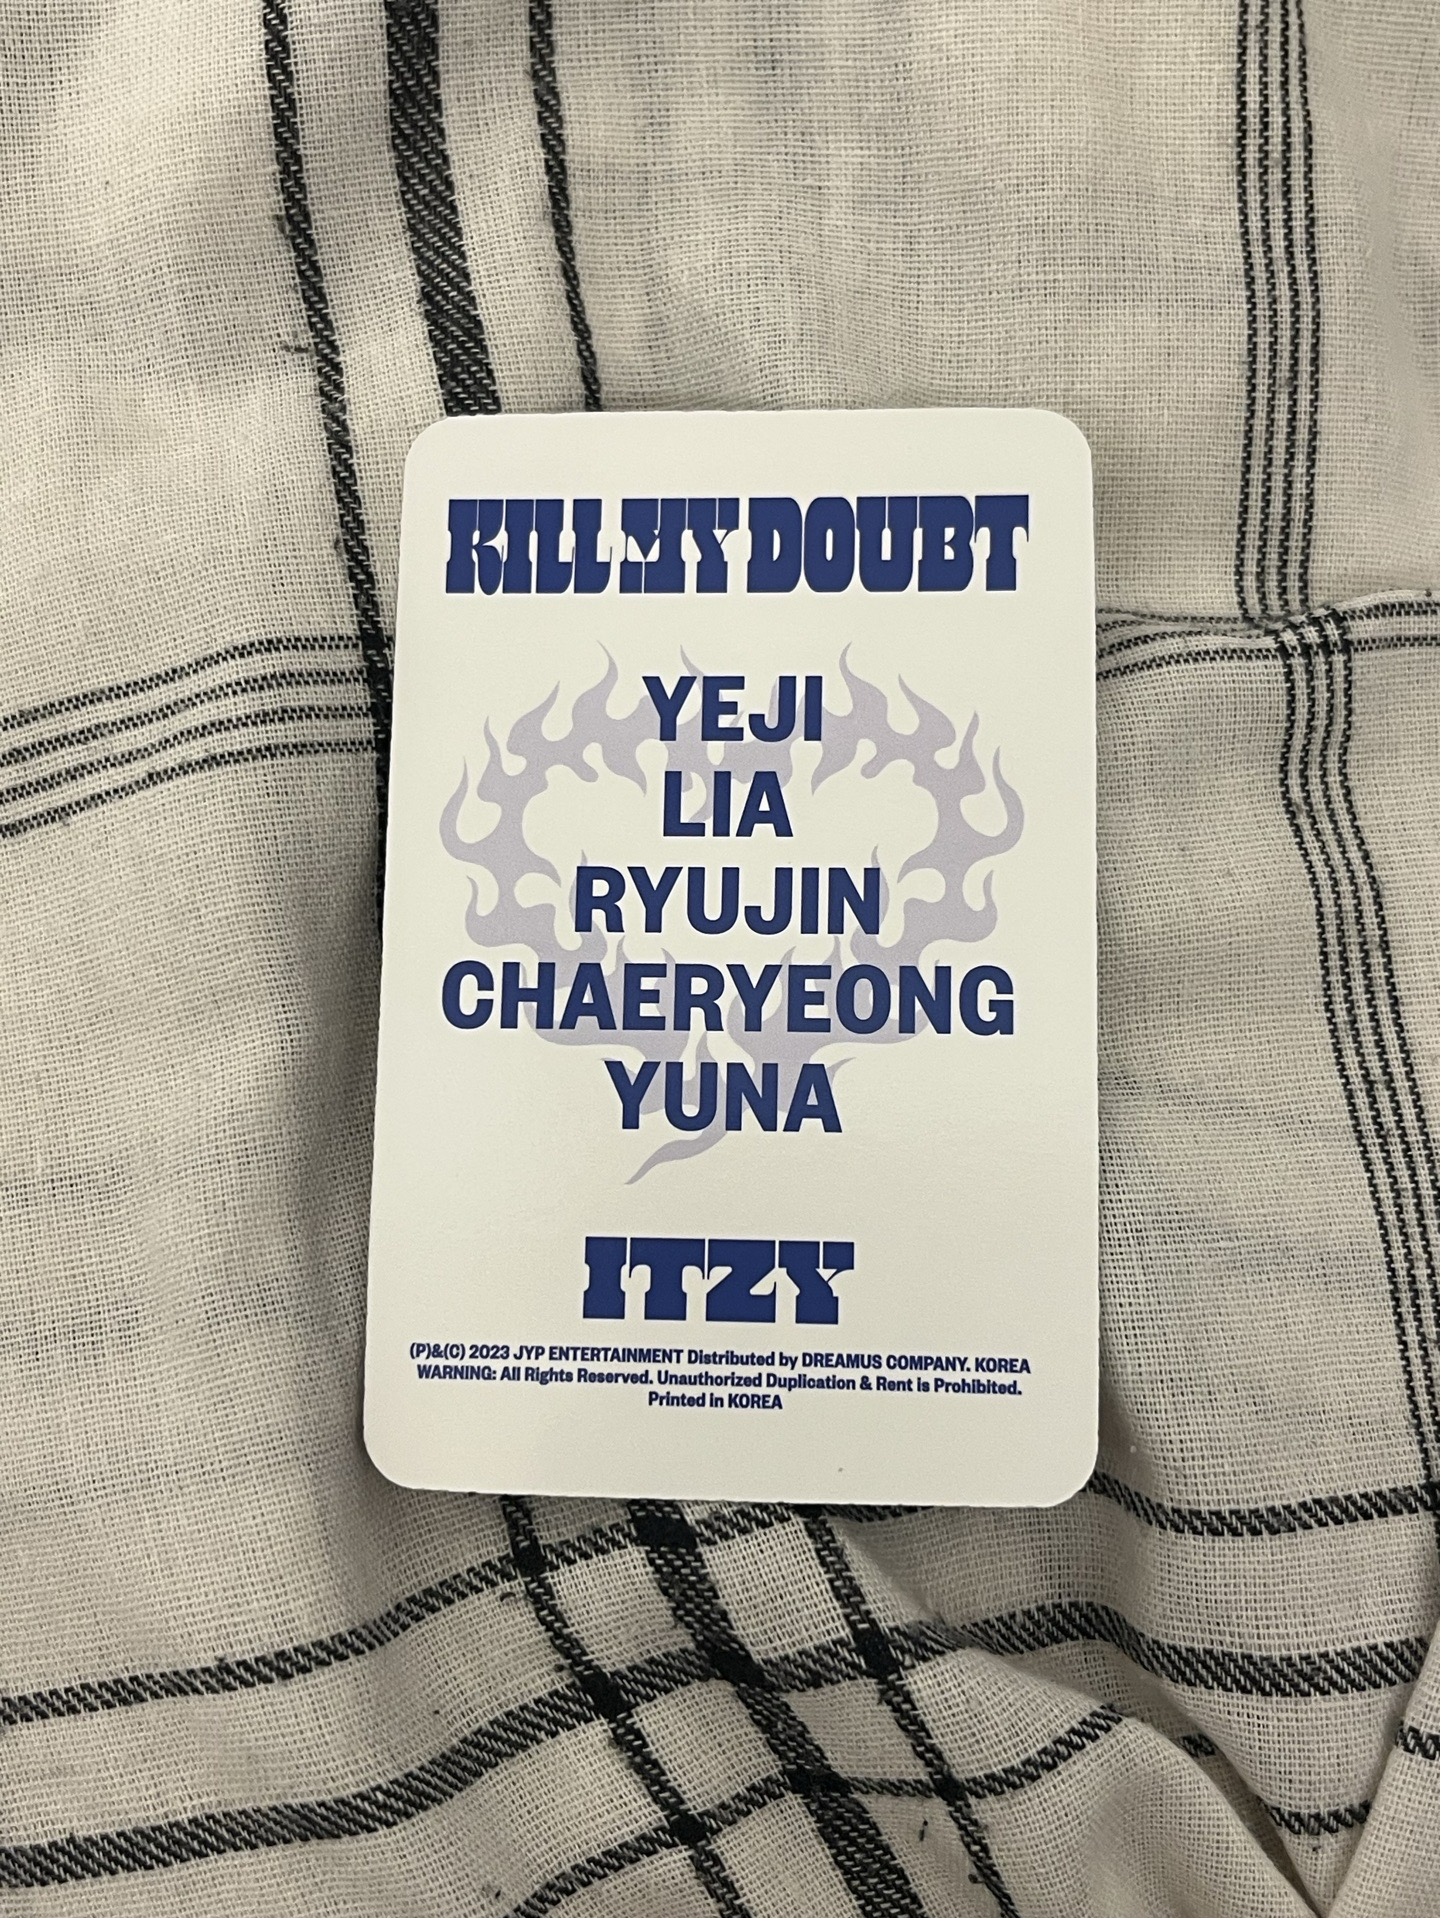 KILL MY DOUBT
YEJI
LIA
RYUJIN
CHAERYEONG
YUNA
ITZY
(P)&(C) 2023 JYP ENTERTAINMENT Distributed by DREAMUS COMPANY. KOREA
WARNING: All Rights Reserved. Unauthorized Duplication & Rent is Prohibited.
Printed in KOREA